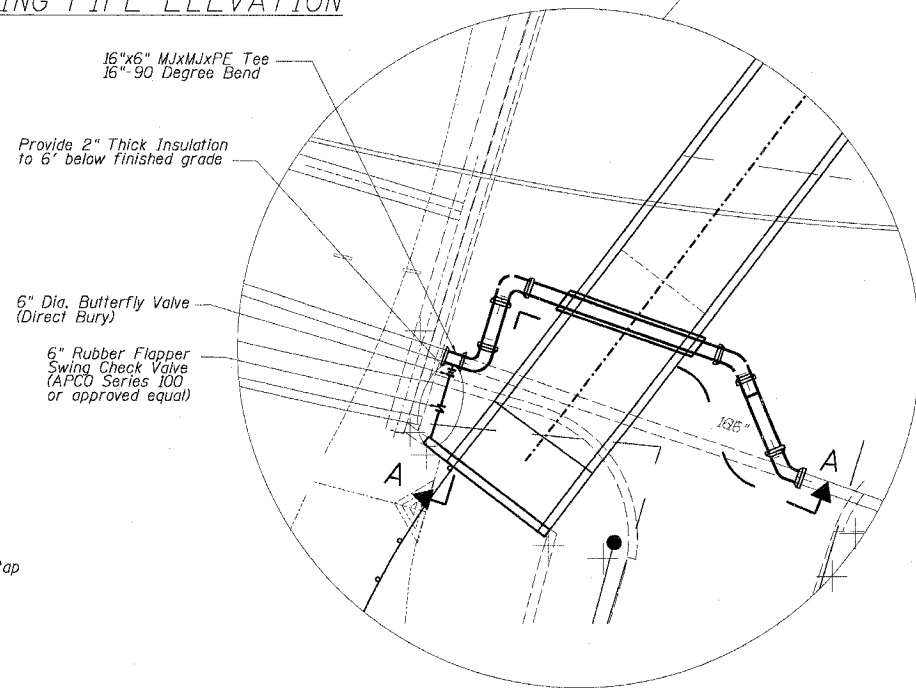 ING PIPE ELEVATION
16"x6" MJxMJxPE Tee
16"-90 Degree Bend
Provide 2" Thick Insulation
to 6' below finished grade
6" Dia. Butterfly Valve
(Direct Bury)
6" Rubber Flapper
Swing Check Valve
(APCO Series 100
or approved equal)
A
A
ap